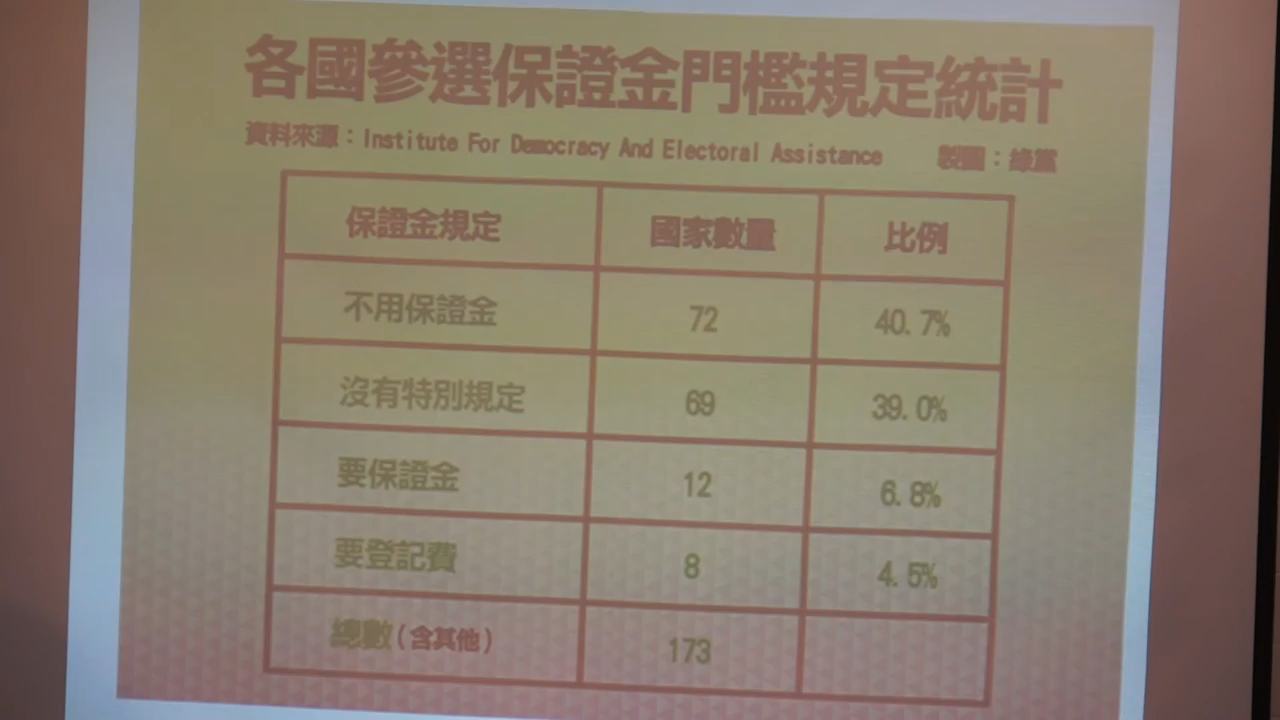 各國參選保證金門檻規定統計
資料來源：Institute For Democracy And Electoral Assistance 製圖：綠黨
保證金規定 國家數量 比例
不用保證金 72 40.7%
沒有特別規定 69 39.0%
要保證金 12 6.8%
要登記費 8 4.5%
總數(含其他) 173